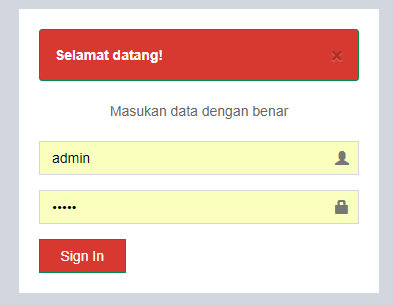 Selamat datang!
×
Masukan data dengan benar
admin
•••••
Sign In